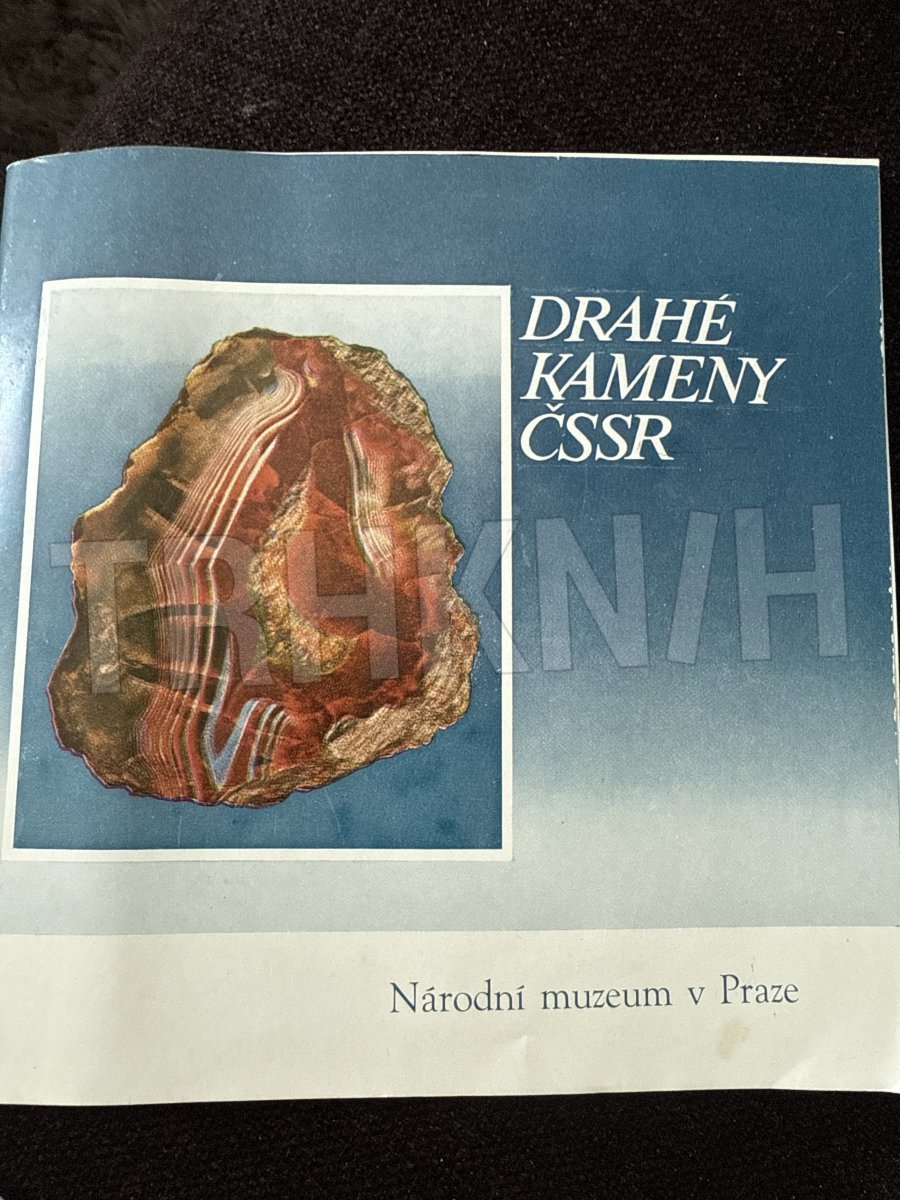 DRAHÉ
KAMENY
ČSSR
TRHKNIH
Národní muzeum v Praze